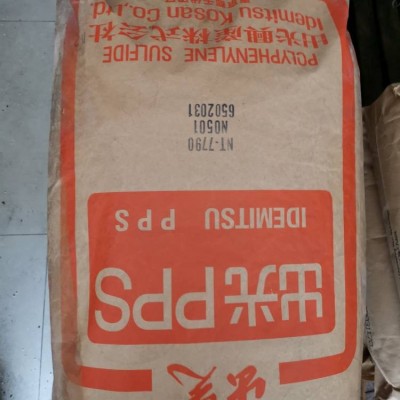 出光PPS
IDEMITSU PPS
NT-7790
N0501
6502031
POLYPHENYLENE SULFIDE
出光興産株式会社
Idemitsu Kosan Co.,Ltd.